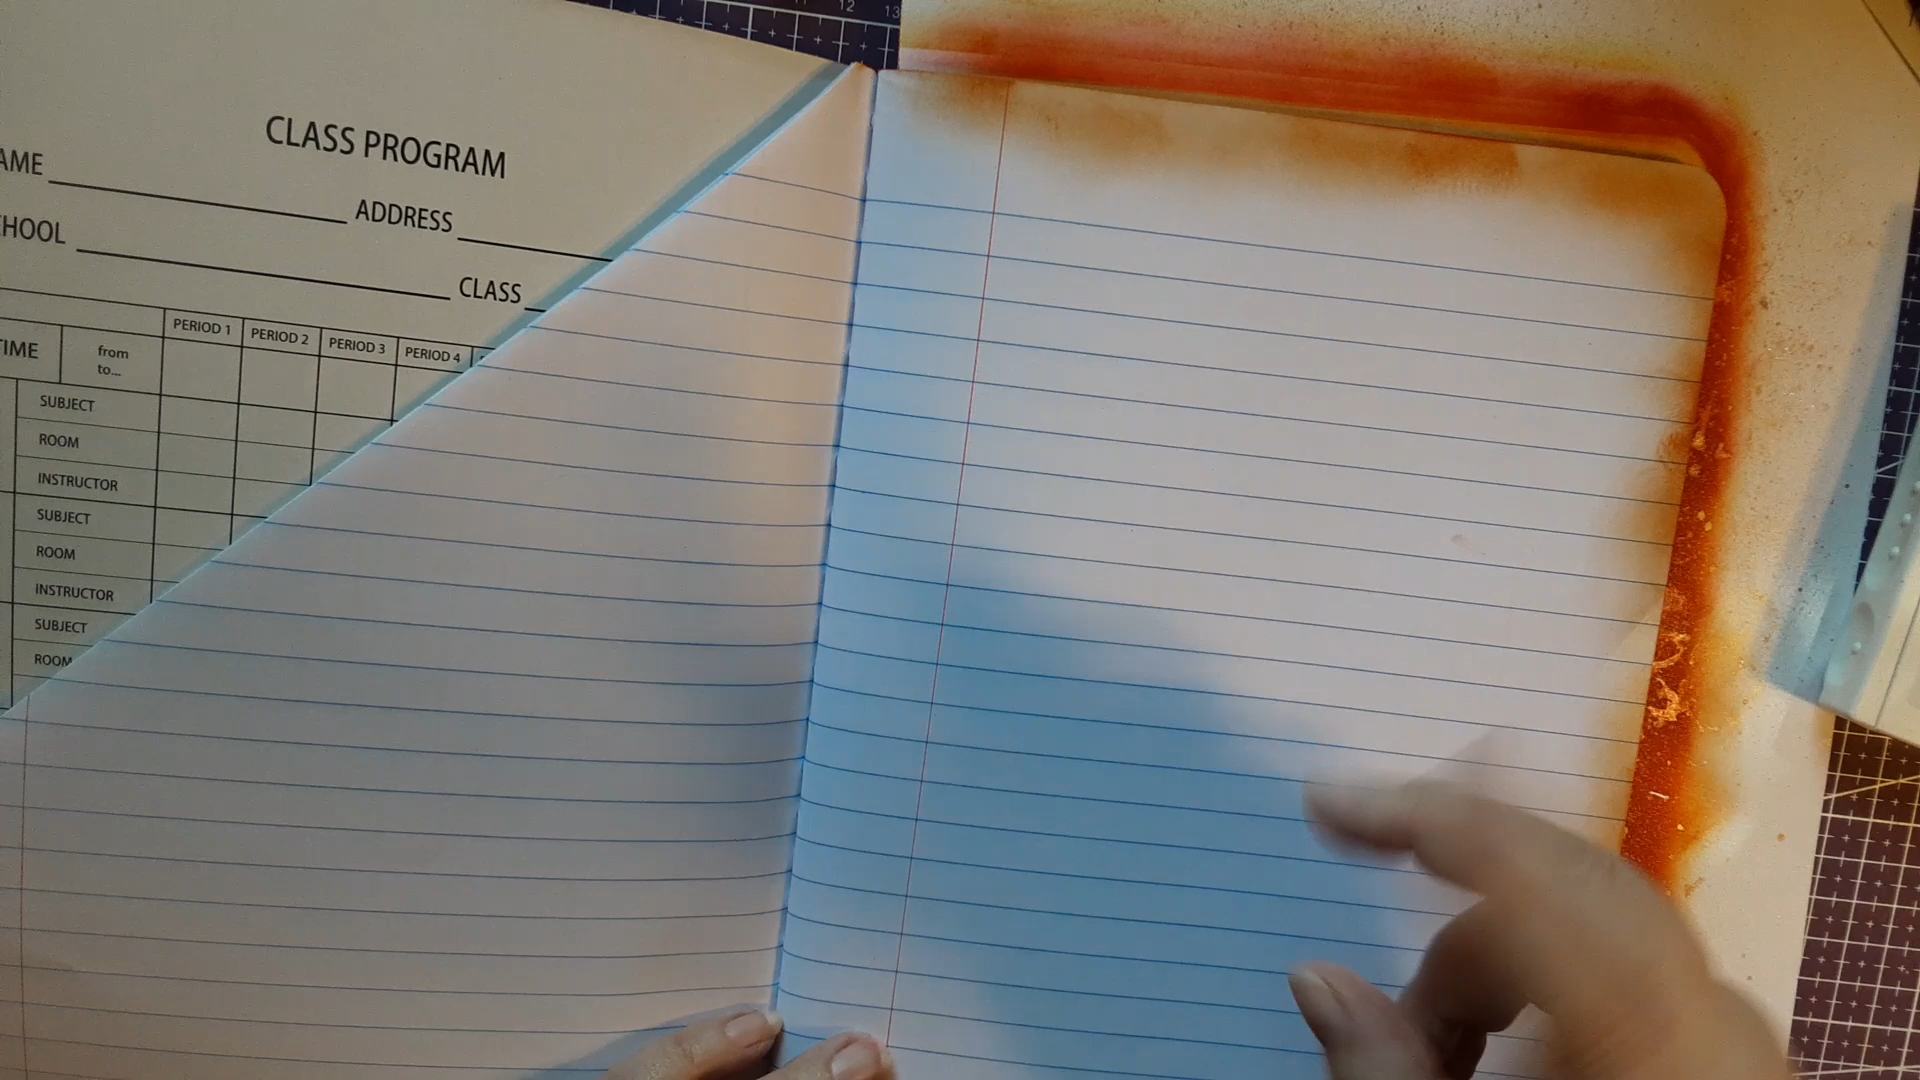 12 13
CLASS PROGRAM
AME ADDRESS
HOOL CLASS
PERIOD 1 PERIOD 2 PERIOD 3 PERIOD 4
IME from to...
SUBJECT
ROOM
INSTRUCTOR
SUBJECT
ROOM
INSTRUCTOR
SUBJECT
ROOM